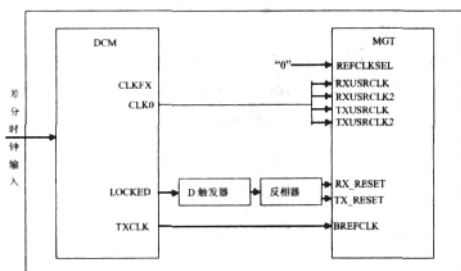 DCM
MGT
"0"
REFCLKSEL
CLKFX
RXUSRCLK
RXUSRCLK2
CLK0
TXUSRCLK
TXUSRCLK2
差分时钟输入
LOCKED
D 触发器
反相器
RX_RESET
TX_RESET
TXCLK
BREFCLK